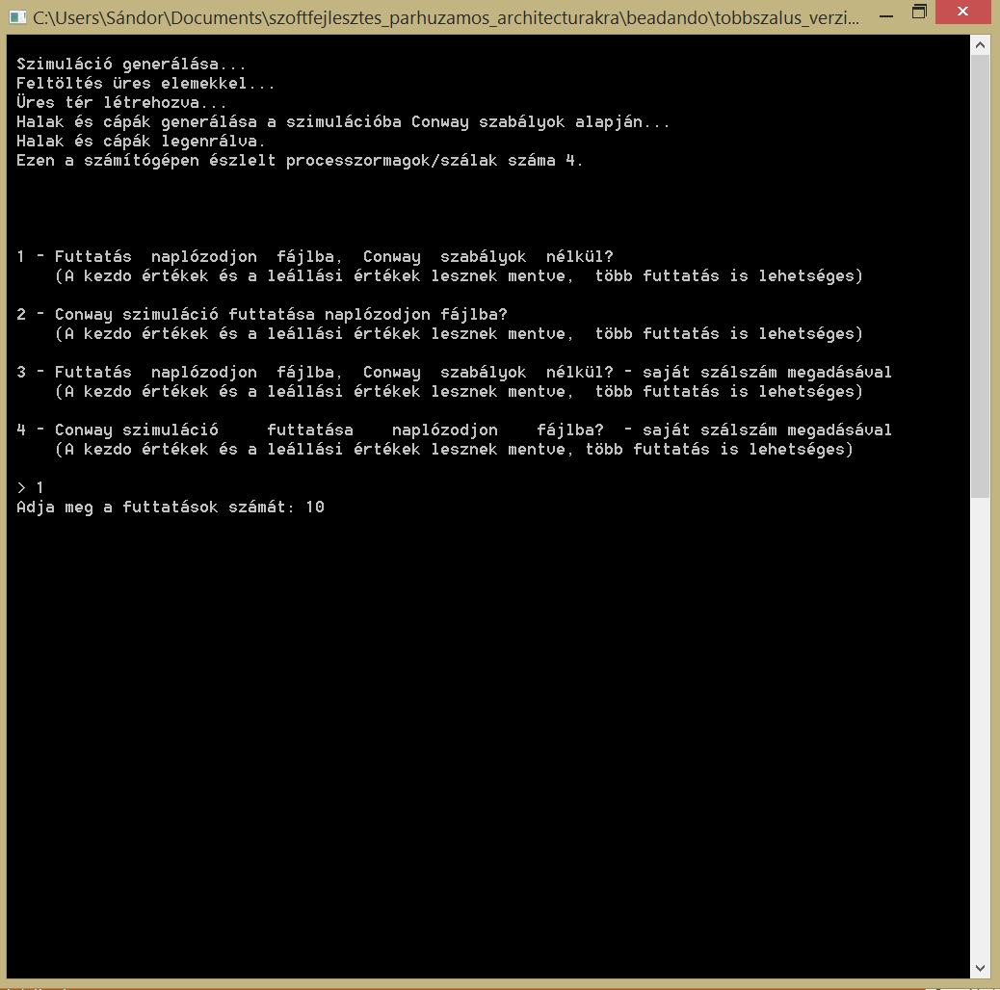 C:\Users\Sándor\Documents\szoftfejlesztes_parhuzamos_architecturakra\beadando\tobbszalus_verzi...
Szimuláció generálása...
Feltöltés üres elemekkel...
Üres tér létrehozva...
Halak és cápák generálása a szimulációba Conway szabályok alapján...
Halak és cápák legenrálva.
Ezen a számítógépen észlelt processzormagok/szálak száma 4.
1 - Futtatás naplózodjon fájlba, Conway szabályok nélkül?
(A kezdo értékek és a leállási értékek lesznek mentve, több futtatás is lehetséges)
2 - Conway szimuláció futtatása naplózodjon fájlba?
(A kezdo értékek és a leállási értékek lesznek mentve, több futtatás is lehetséges)
3 - Futtatás naplózodjon fájlba, Conway szabályok nélkül? - saját szálszám megadásával
(A kezdo értékek és a leállási értékek lesznek mentve, több futtatás is lehetséges)
4 - Conway szimuláció futtatása naplózodjon fájlba? - saját szálszám megadásával
(A kezdo értékek és a leállási értékek lesznek mentve, több futtatás is lehetséges)
> 1
Adja meg a futtatások számát: 10